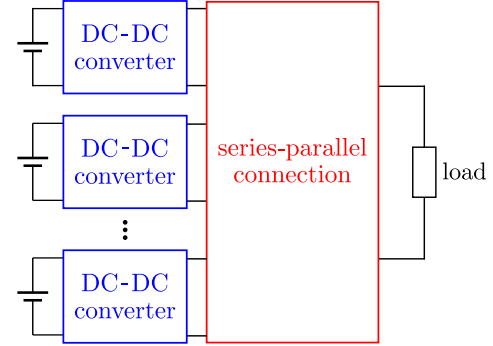 DC-DC
converter
DC-DC
converter
series-parallel
connection
load
DC-DC
converter